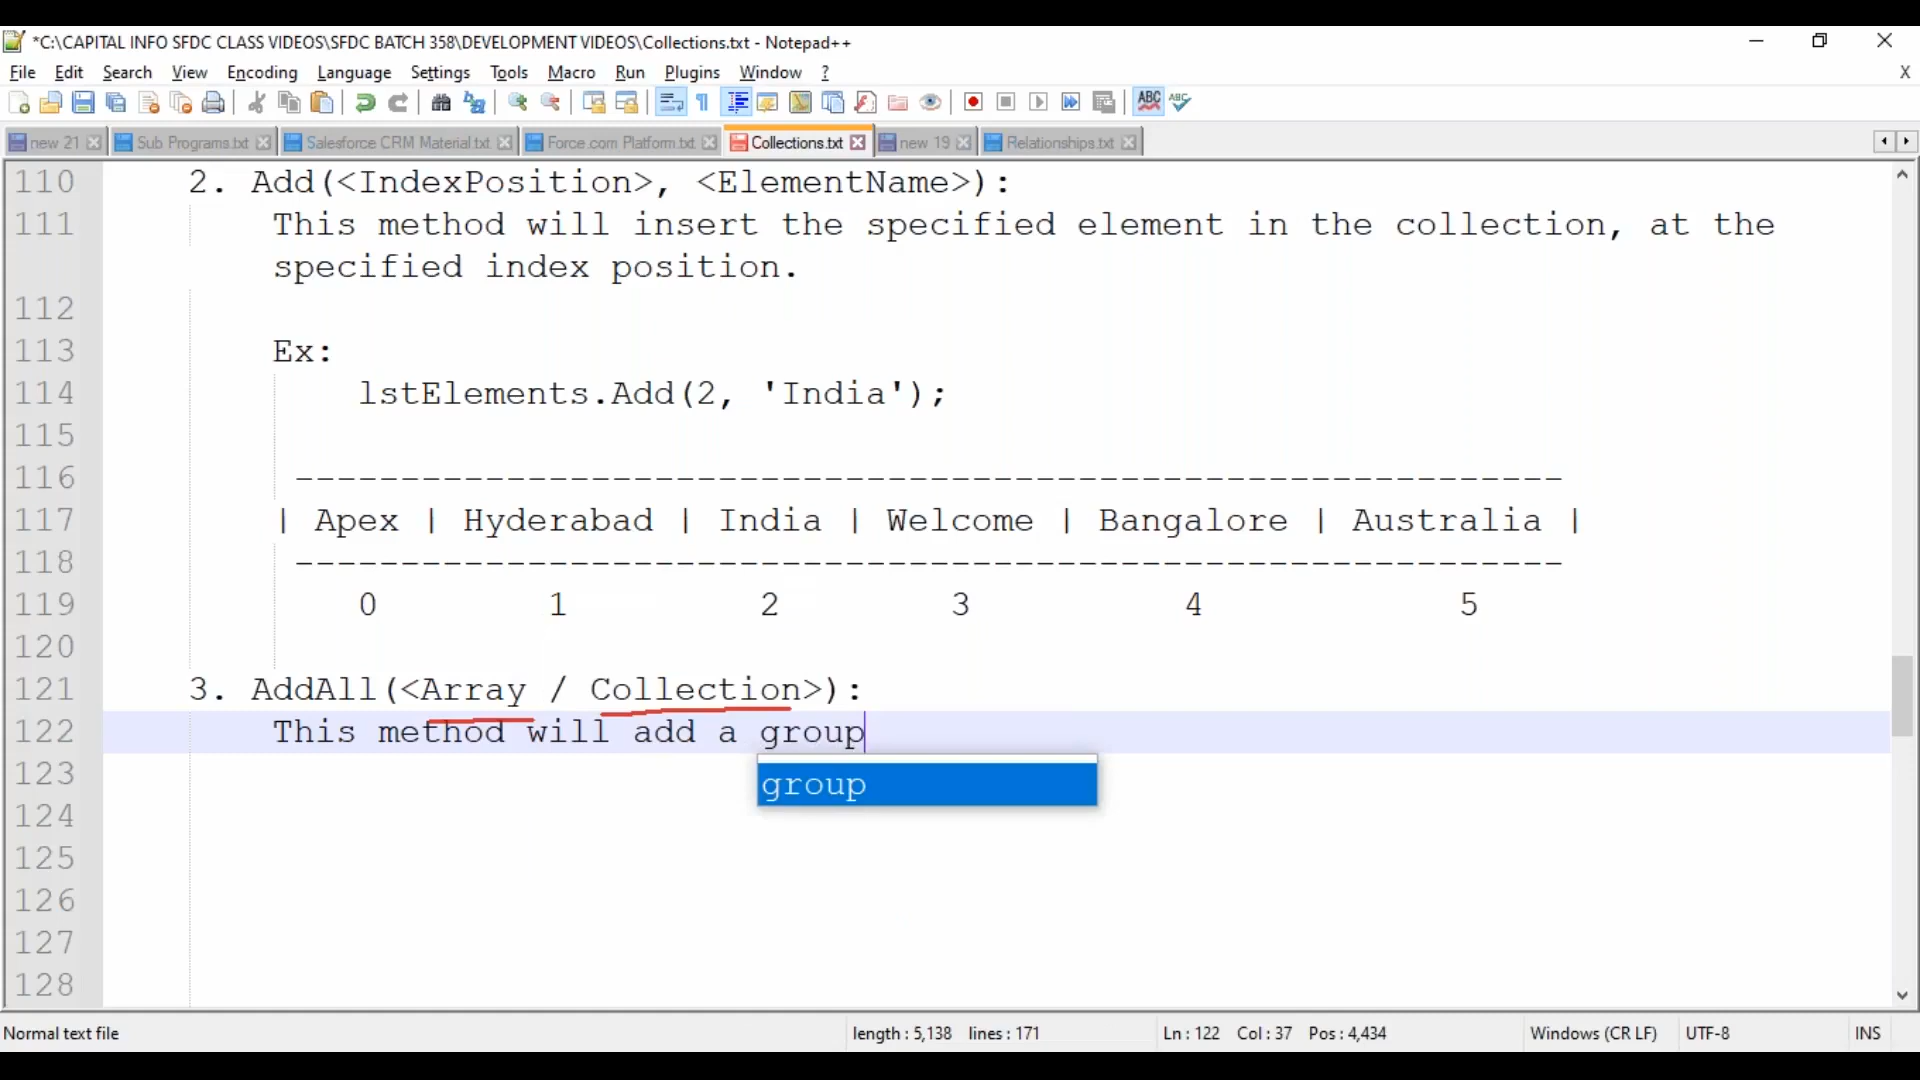 *C:\CAPITAL INFO SFDC CLASS VIDEOS\SFDC BATCH 358\DEVELOPMENT VIDEOS\Collections.txt - Notepad++
File Edit Search View Encoding Language Settings Tools Macro Run Plugins Window ? X
ABC ABC
new 21 Sub Programs.txt Salesforce CRM Material.txt Force.com Platform.txt Collections.txt new 19 Relationships.txt
110 2. Add(<IndexPosition>, <ElementName>):
111 This method will insert the specified element in the collection, at the
specified index position.
112
113 Ex:
114 lstElements.Add(2, 'India');
115
116 ------------------------------------------------------------
117 | Apex | Hyderabad | India | Welcome | Bangalore | Australia |
118 ------------------------------------------------------------
119 0 1 2 3 4 5
120
121 3. AddAll(<Array / Collection>):
122 This method will add a group
123 group
124
125
126
127
128
Normal text file length : 5,138 lines : 171 Ln : 122 Col : 37 Pos : 4,434 Windows (CR LF) UTF-8 INS